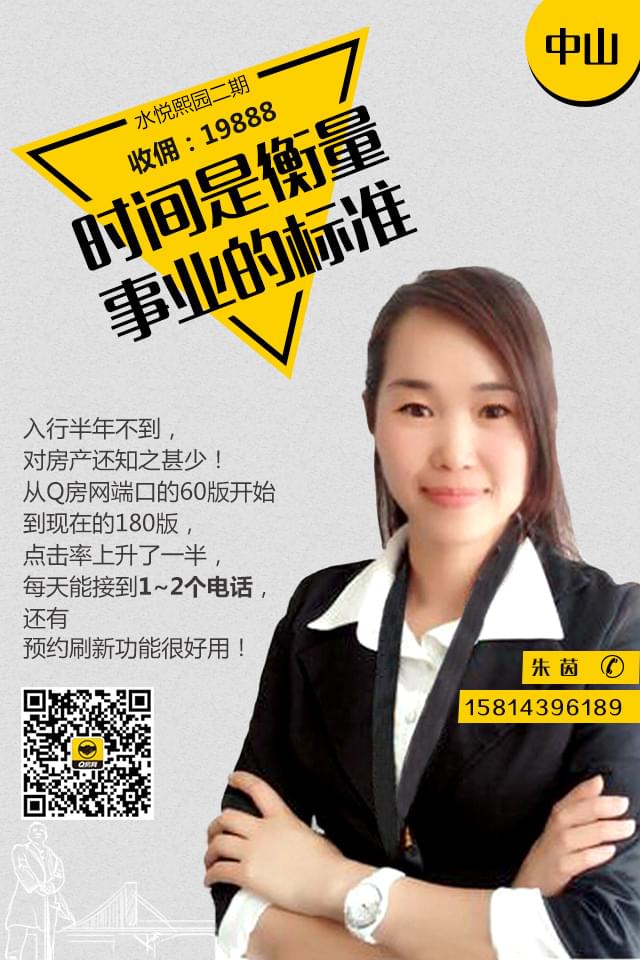 中山
水悦熙园二期
收佣：19888
时间是衡量
事业的标准
入行半年不到，
对房产还知之甚少！
从Q房网端口的60版开始
到现在的180版，
点击率上升了一半，
每天能接到1~2个电话，
还有
预约刷新功能很好用！
朱茵
15814396189
Q房网